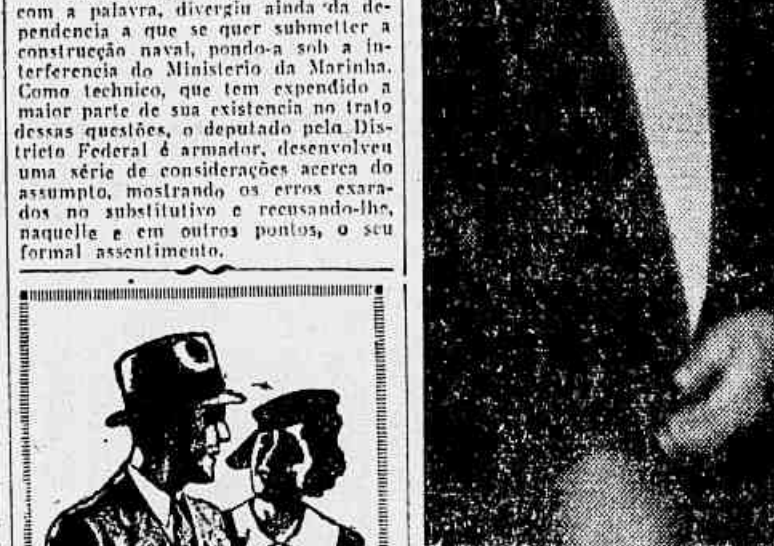 com a palavra, divergiu ainda da de-
pendencia a que se quer submetter a
construcção naval, pondo-a sob a in-
terferencia do Ministerio da Marinha.
Como technico, que tem expendido a
maior parte de sua existencia no trato
dessas questões, o deputado pelo Dis-
tricto Federal é armador, desenvolveu
uma série de considerações acerca do
assumpto, mostrando os erros exara-
dos no substitutivo e recusando-lhe,
naquelle e em outros pontos, o seu
formal assentimento.